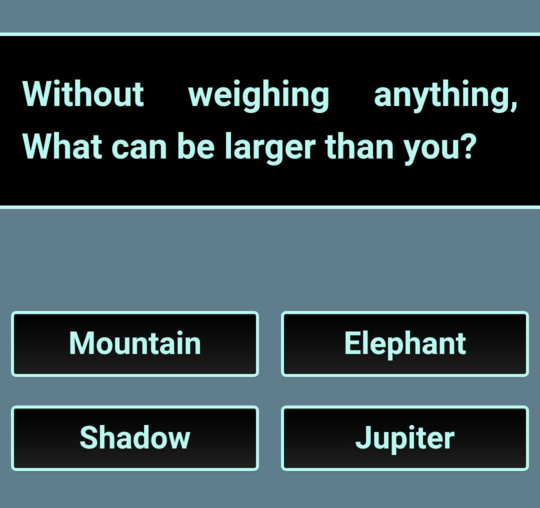 Without weighing anything,
What can be larger than you?
Mountain
Elephant
Shadow
Jupiter